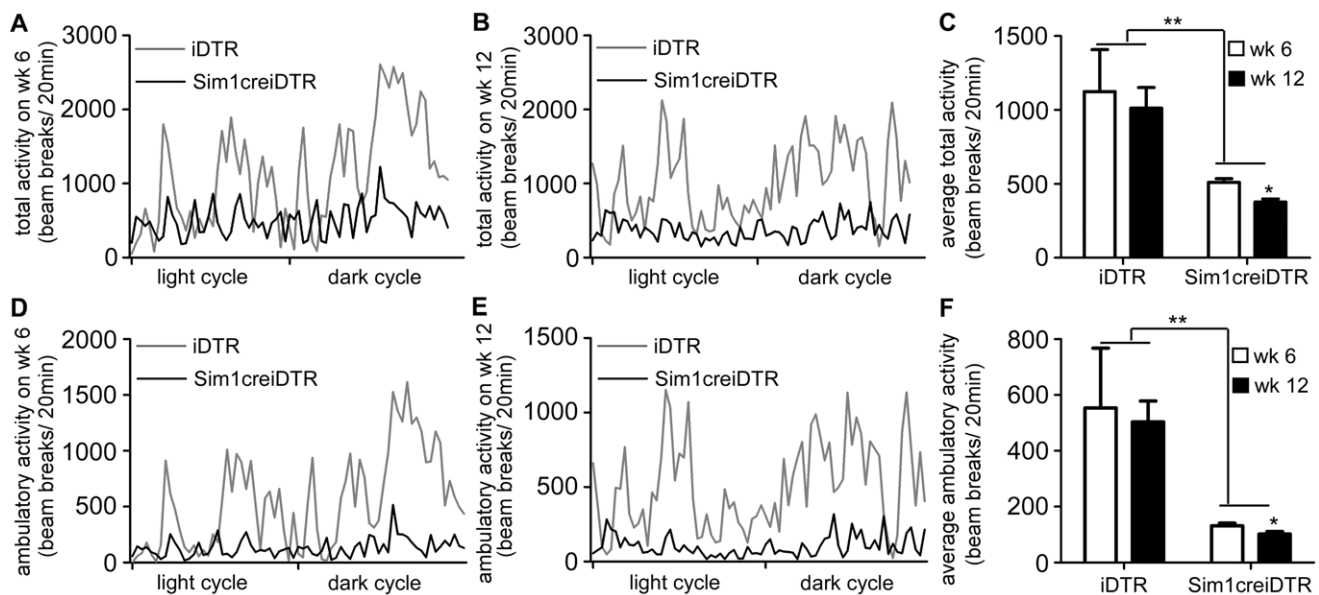 A
total activity on wk 6
(beam breaks/ 20min)
3000
2000
1000
0
iDTR
Sim1creiDTR
light cycle
dark cycle
B
total activity on wk 12
(beam breaks/ 20min)
3000
2000
1000
0
iDTR
Sim1creiDTR
light cycle
dark cycle
C
average total activity
(beam breaks/ 20min)
1500
1000
500
0
**
wk 6
wk 12
*
iDTR
Sim1creiDTR
D
ambulatory activity on wk 6
(beam breaks/ 20min)
2000
1500
1000
500
0
iDTR
Sim1creiDTR
light cycle
dark cycle
E
ambulatory activity on wk 12
(beam breaks/ 20min)
1500
1000
500
0
iDTR
Sim1creiDTR
light cycle
dark cycle
F
average ambulatory activity
(beam breaks/ 20min)
800
600
400
200
0
**
wk 6
wk 12
*
iDTR
Sim1creiDTR